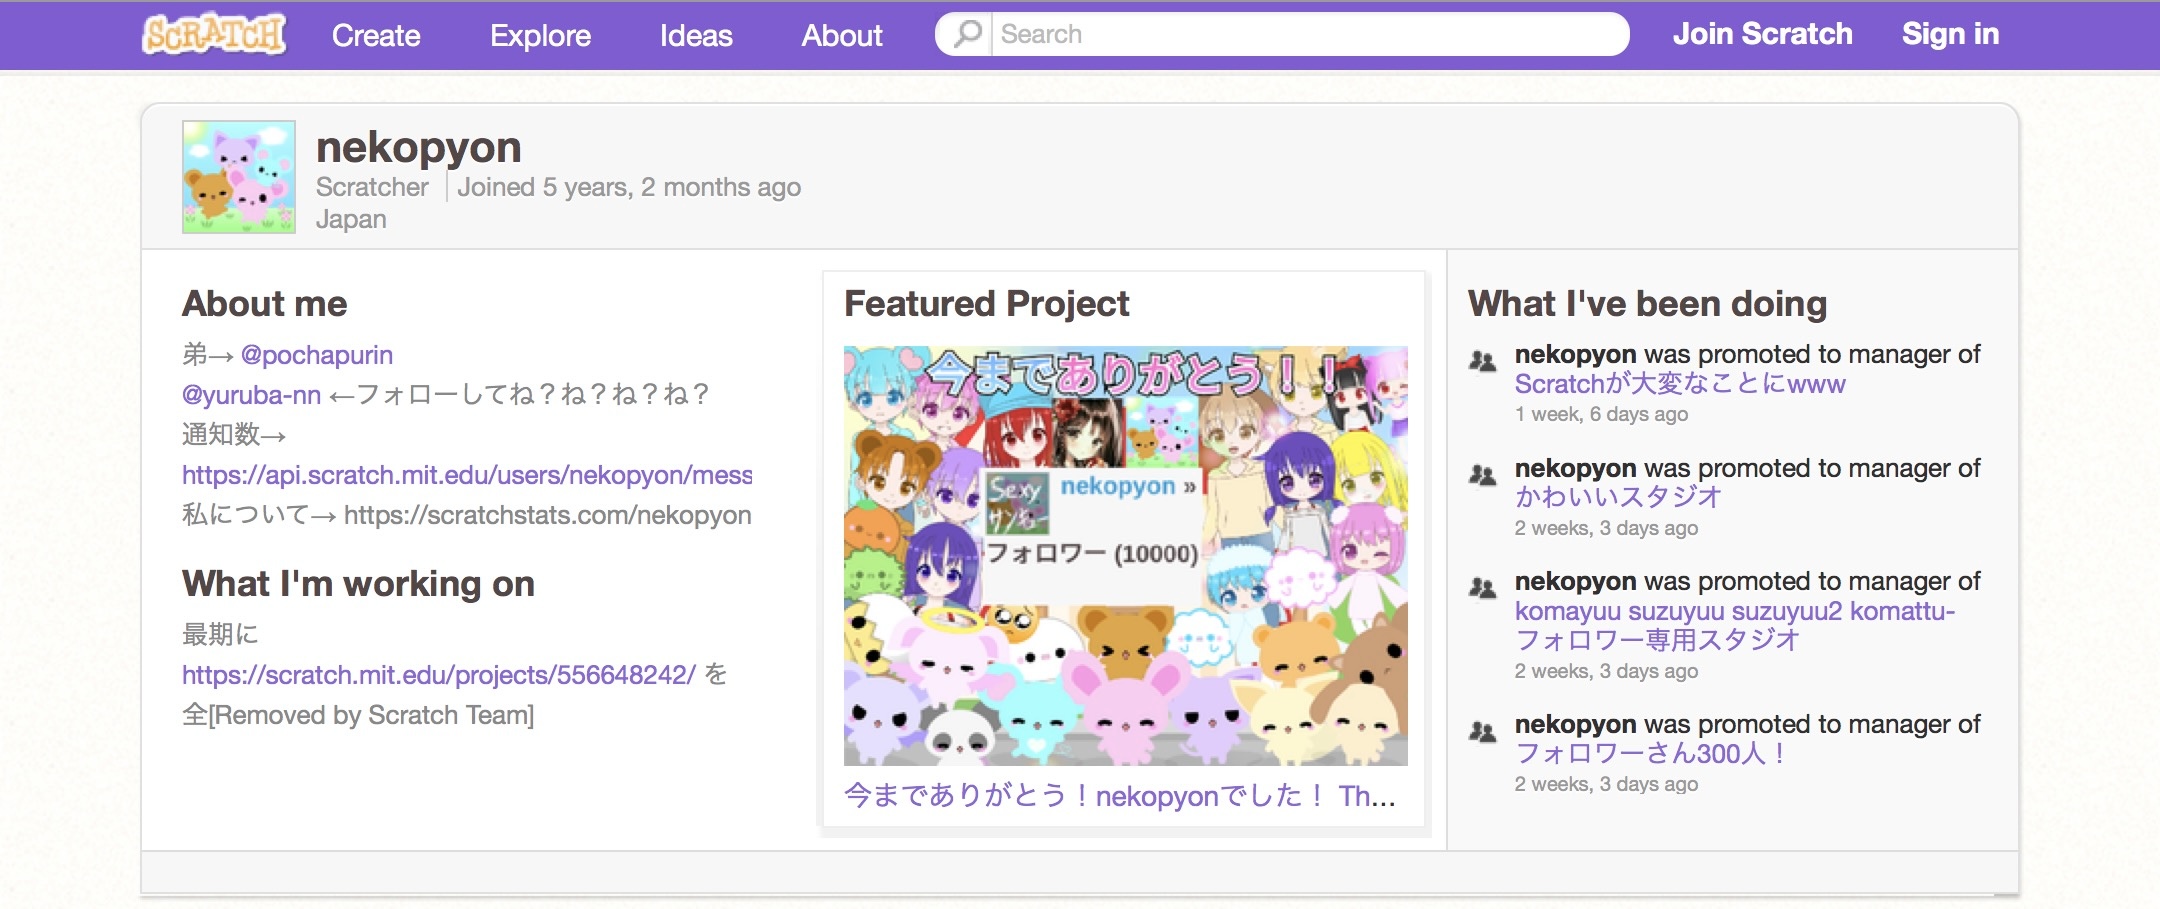 SCRATCH
Create
Explore
Ideas
About
Search
Join Scratch
Sign in
nekopyon
Scratcher
Joined 5 years, 2 months ago
Japan
About me
弟→ @pochapurin
@yuruba-nn ←フォローしてね？ね？ね？ね？
通知数→
https://api.scratch.mit.edu/users/nekopyon/mess
私について→ https://scratchstats.com/nekopyon
What I'm working on
最期に
https://scratch.mit.edu/projects/556648242/ を
全[Removed by Scratch Team]
Featured Project
今までありがとう！！
Sexy
サンねー
nekopyon »
フォロワー (10000)
今までありがとう！nekopyonでした！ Th...
What I've been doing
nekopyon was promoted to manager of
Scratchが大変なことにwww
1 week, 6 days ago
nekopyon was promoted to manager of
かわいいスタジオ
2 weeks, 3 days ago
nekopyon was promoted to manager of
komayuu suzuyuu suzuyuu2 komattu-
フォロワー専用スタジオ
2 weeks, 3 days ago
nekopyon was promoted to manager of
フォロワーさん300人！
2 weeks, 3 days ago